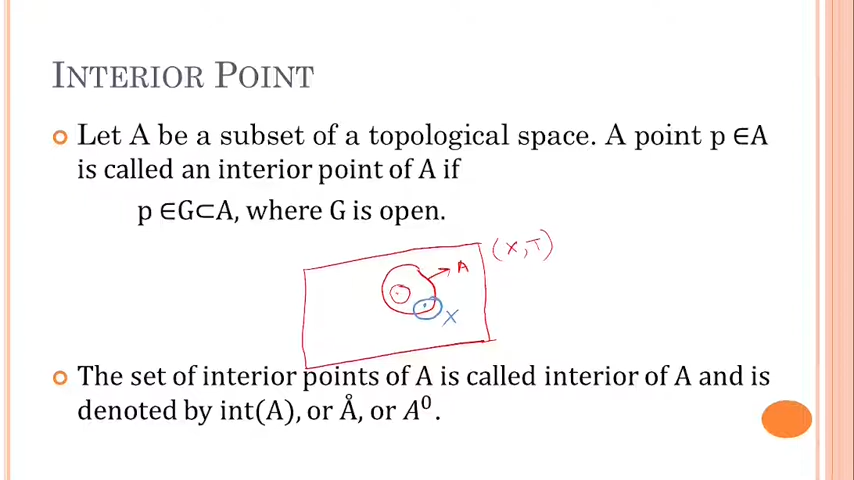 INTERIOR POINT
Let A be a subset of a topological space. A point p ∈A
is called an interior point of A if
p ∈G⊂A, where G is open.
(X,T)
A
X
The set of interior points of A is called interior of A and is
denoted by int(A), or Å, or A⁰.